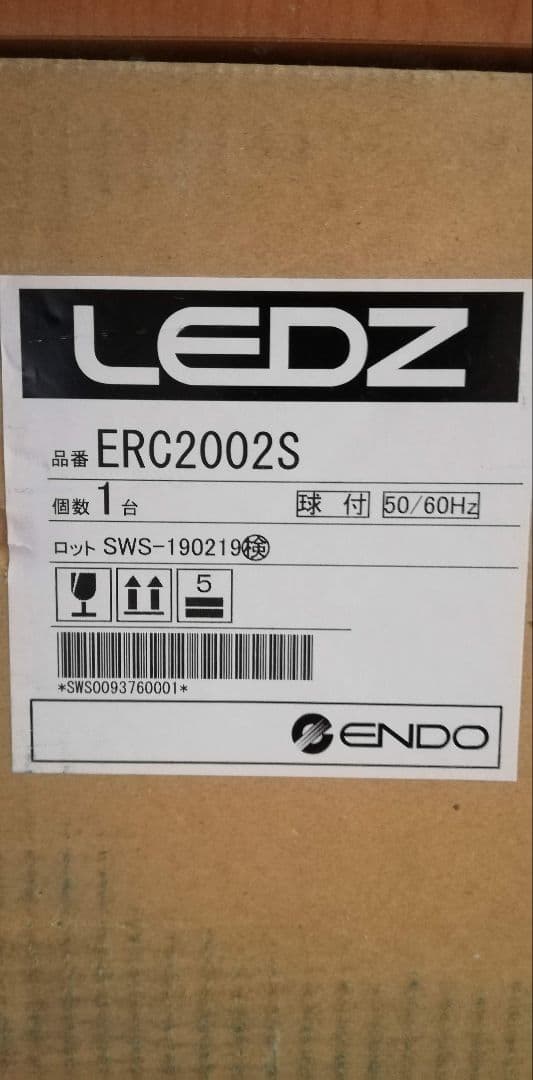 LEDZ
品番 ERC2002S
個数 1 台 球 付 50/60Hz
ロット SWS-190219検
5
*SWS0093760001*
ENDO